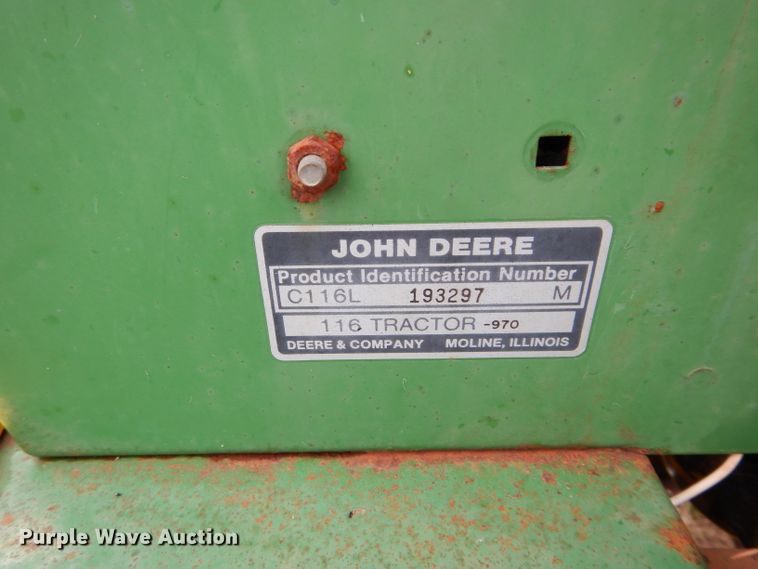 JOHN DEERE
Product Identification Number
C116L 193297 M
116 TRACTOR -970
DEERE & COMPANY MOLINE, ILLINOIS
Purple Wave Auction